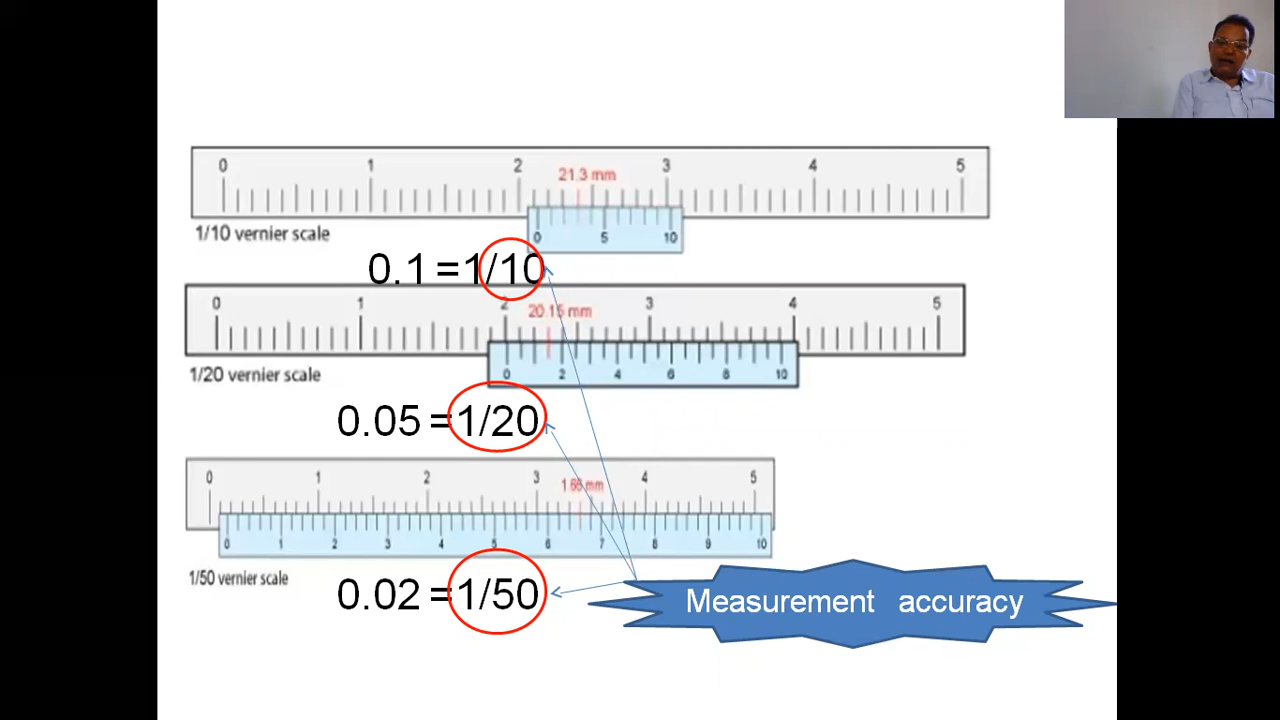 0 1 2 3 4 5
21.3 mm
0 5 10
1/10 vernier scale
0.1 = 1/10
0 1 2 3 4 5
20.15 mm
0 2 4 6 8 10
1/20 vernier scale
0.05 = 1/20
0 1 2 3 4 5
1.66 mm
0 1 2 3 4 5 6 7 8 9 10
1/50 vernier scale
0.02 = 1/50
Measurement accuracy